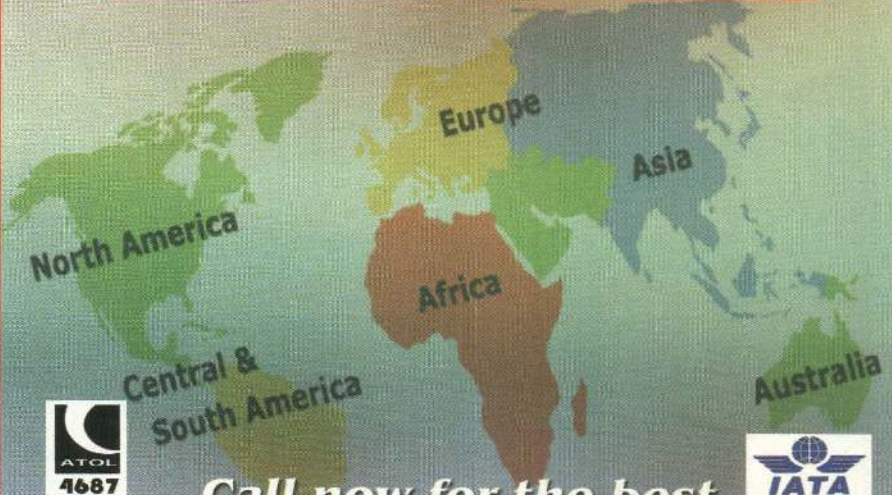 Europe
Asia
North America
Africa
Central &
South America
Australia
ATOL
4687
IATA
Call now for the best